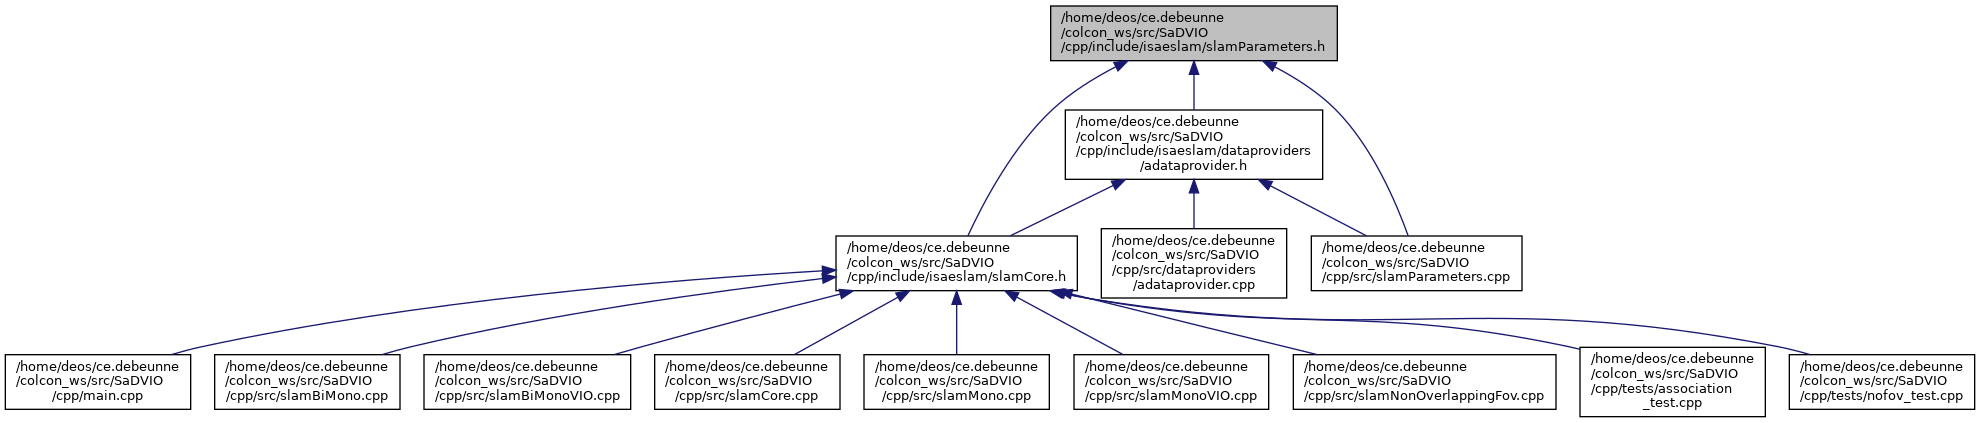 /home/deos/ce.debeunne
/colcon_ws/src/SaDVIO
/cpp/include/isaeslam/slamParameters.h
/home/deos/ce.debeunne
/colcon_ws/src/SaDVIO
/cpp/include/isaeslam/dataproviders
/adataprovider.h
/home/deos/ce.debeunne
/colcon_ws/src/SaDVIO
/cpp/include/isaeslam/slamCore.h
/home/deos/ce.debeunne
/colcon_ws/src/SaDVIO
/cpp/src/dataproviders
/adataprovider.cpp
/home/deos/ce.debeunne
/colcon_ws/src/SaDVIO
/cpp/src/slamParameters.cpp
/home/deos/ce.debeunne
/colcon_ws/src/SaDVIO
/cpp/main.cpp
/home/deos/ce.debeunne
/colcon_ws/src/SaDVIO
/cpp/src/slamBiMono.cpp
/home/deos/ce.debeunne
/colcon_ws/src/SaDVIO
/cpp/src/slamBiMonoVIO.cpp
/home/deos/ce.debeunne
/colcon_ws/src/SaDVIO
/cpp/src/slamCore.cpp
/home/deos/ce.debeunne
/colcon_ws/src/SaDVIO
/cpp/src/slamMono.cpp
/home/deos/ce.debeunne
/colcon_ws/src/SaDVIO
/cpp/src/slamMonoVIO.cpp
/home/deos/ce.debeunne
/colcon_ws/src/SaDVIO
/cpp/src/slamNonOverlappingFov.cpp
/home/deos/ce.debeunne
/colcon_ws/src/SaDVIO
/cpp/tests/association
_test.cpp
/home/deos/ce.debeunne
/colcon_ws/src/SaDVIO
/cpp/tests/nofov_test.cpp